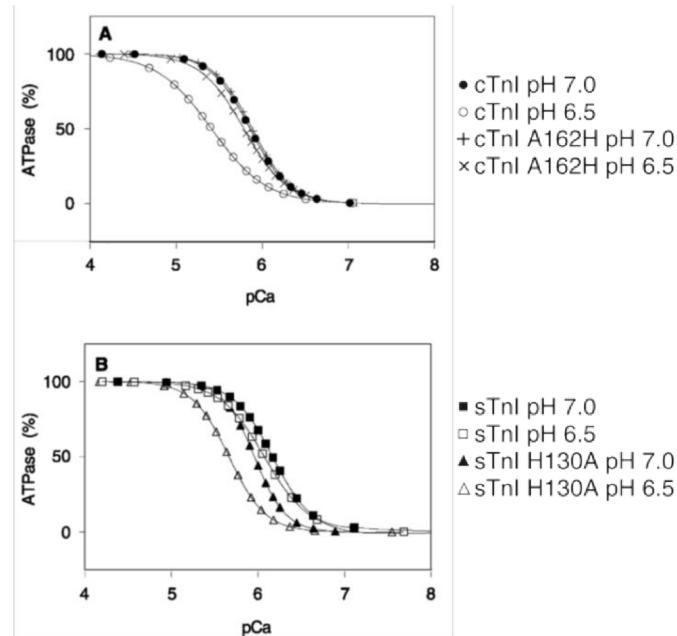 A
100
50
0
ATPase (%)
4 5 6 7 8
pCa
● cTnI pH 7.0
○ cTnI pH 6.5
+ cTnI A162H pH 7.0
× cTnI A162H pH 6.5
B
100
50
0
ATPase (%)
4 5 6 7 8
pCa
■ sTnI pH 7.0
□ sTnI pH 6.5
▲ sTnI H130A pH 7.0
△ sTnI H130A pH 6.5